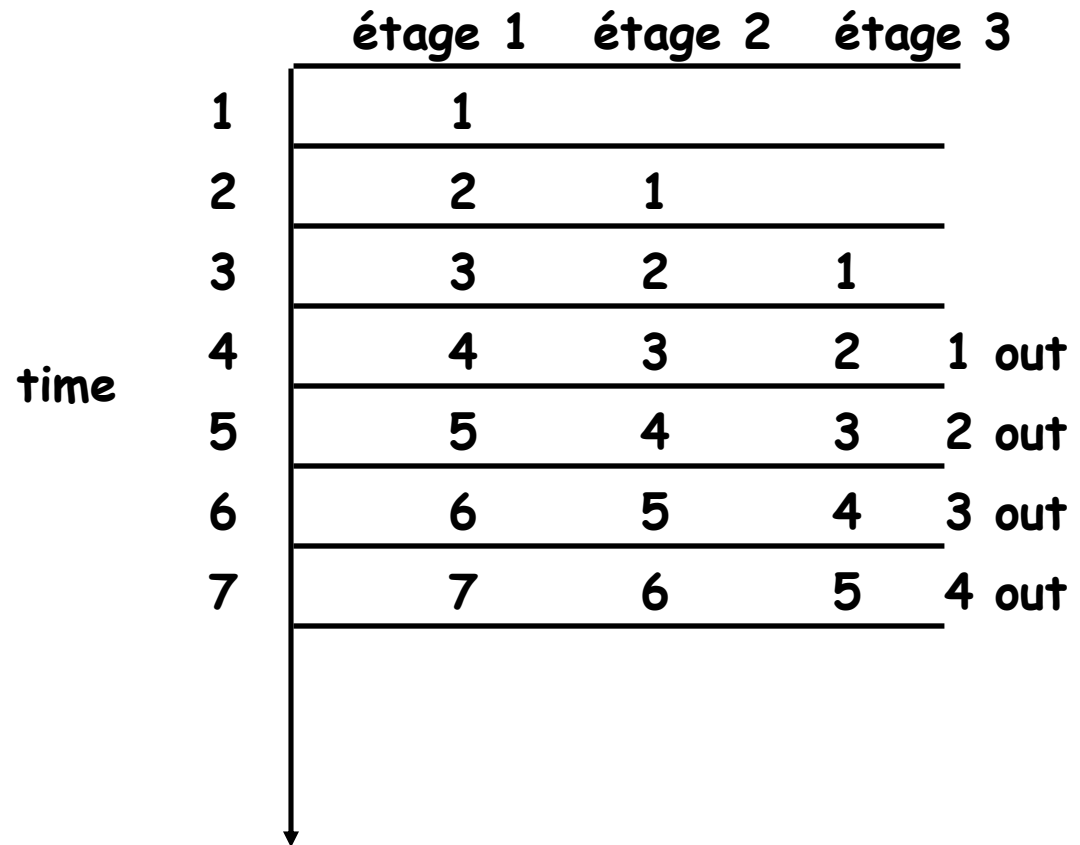 étage 1 étage 2 étage 3
1 1
2 2 1
3 3 2 1
4 4 3 2 1 out
time
5 5 4 3 2 out
6 6 5 4 3 out
7 7 6 5 4 out